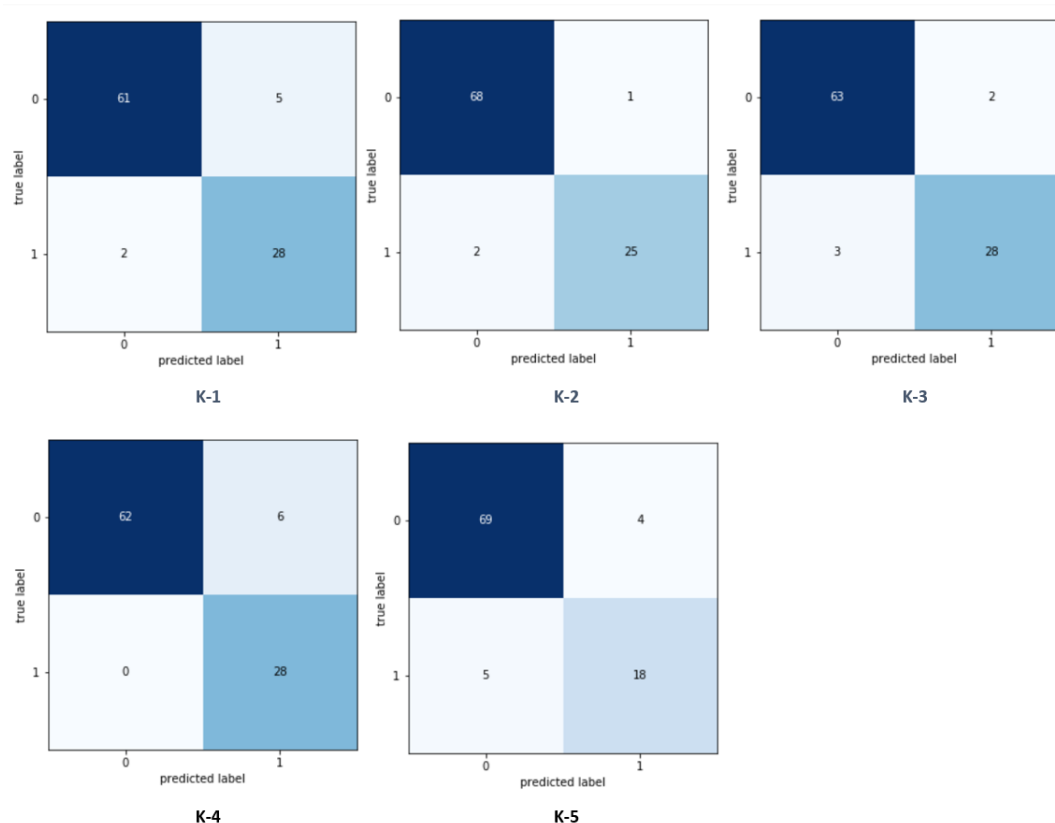 0 61 5
true label
1 2 28
0 1
predicted label
K-1
0 68 1
true label
1 2 25
0 1
predicted label
K-2
0 63 2
true label
1 3 28
0 1
predicted label
K-3
0 62 6
true label
1 0 28
0 1
predicted label
K-4
0 69 4
true label
1 5 18
0 1
predicted label
K-5